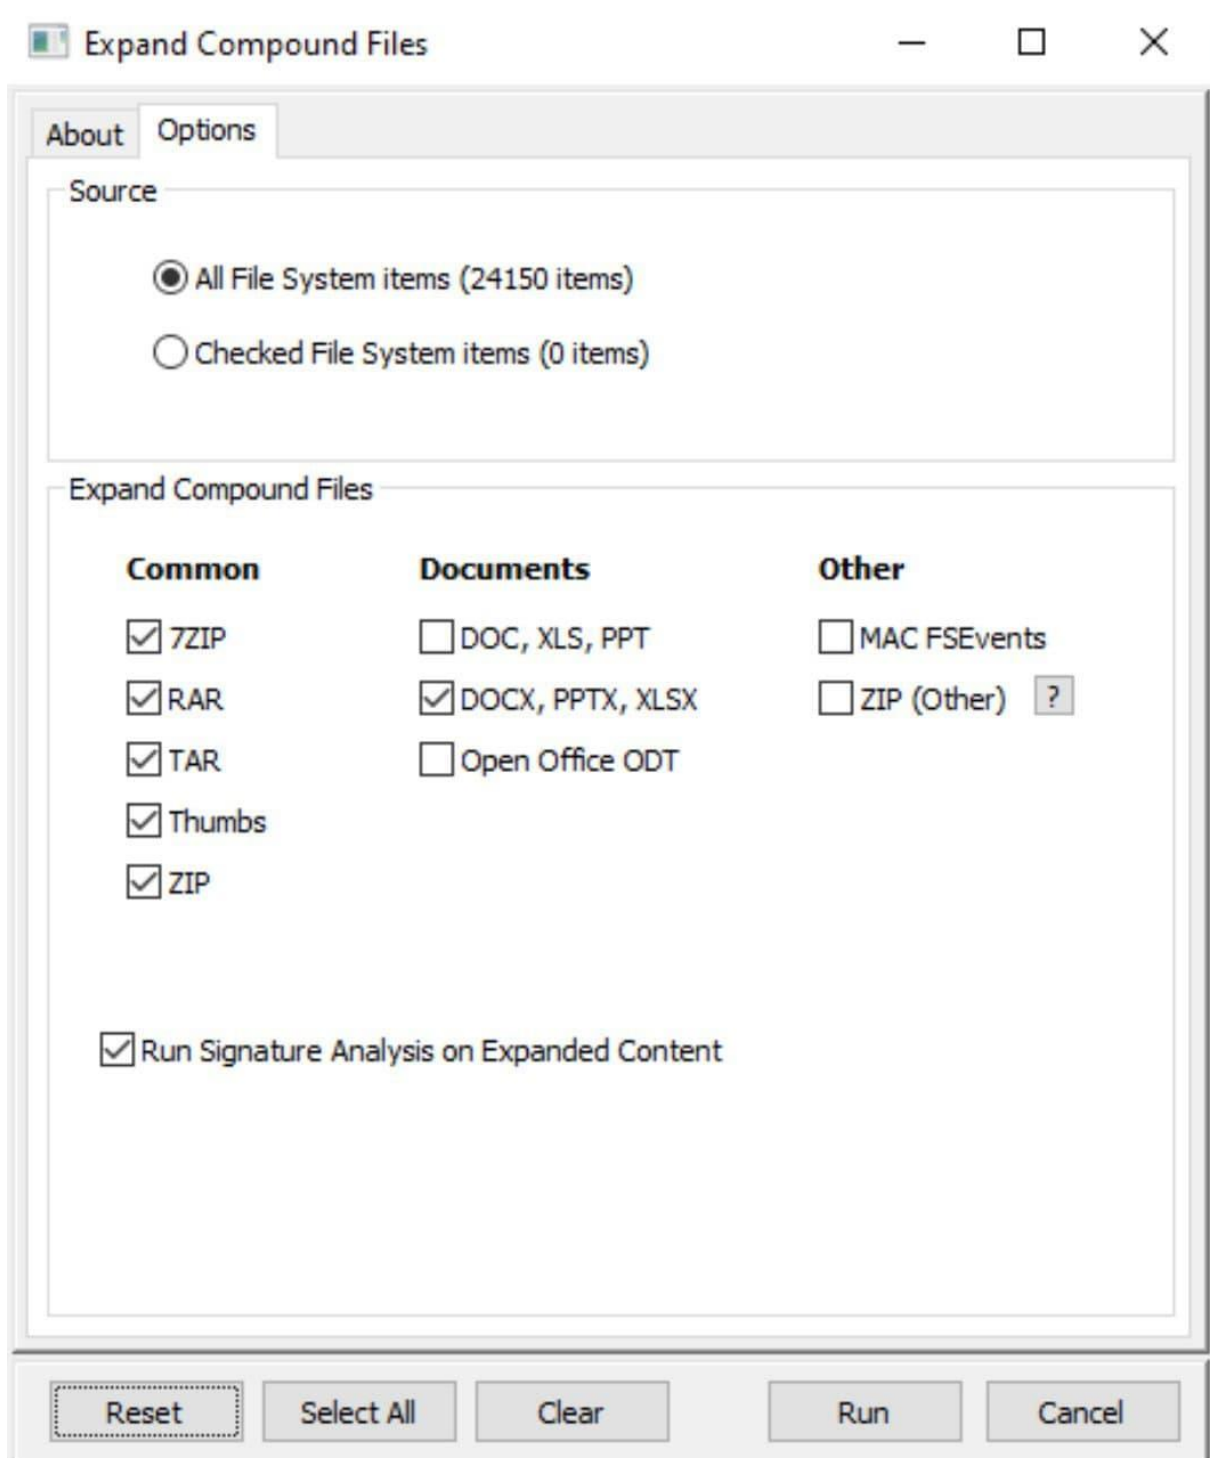 Expand Compound Files
About
Options
Source
All File System items (24150 items)
Checked File System items (0 items)
Expand Compound Files
Common
7ZIP
RAR
TAR
Thumbs
ZIP
Documents
DOC, XLS, PPT
DOCX, PPTX, XLSX
Open Office ODT
Other
MAC FSEvents
ZIP (Other) ?
Run Signature Analysis on Expanded Content
Reset
Select All
Clear
Run
Cancel